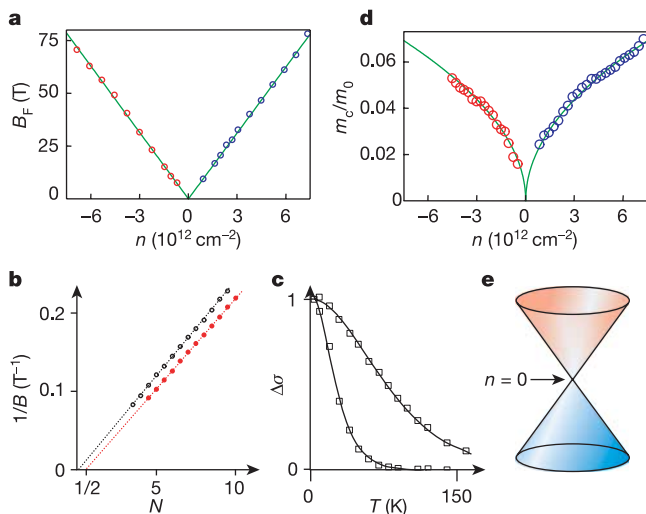 a
75
50
25
0
B_F (T)
−6
−3
0
3
6
n (10^12 cm^−2)
d
0.06
0.04
0.02
0
m_c/m_0
−6
−3
0
3
6
n (10^12 cm^−2)
b
0.2
0.1
0
1/B (T^−1)
1/2
5
10
N
c
1
0
Δσ
0
150
T (K)
e
n = 0